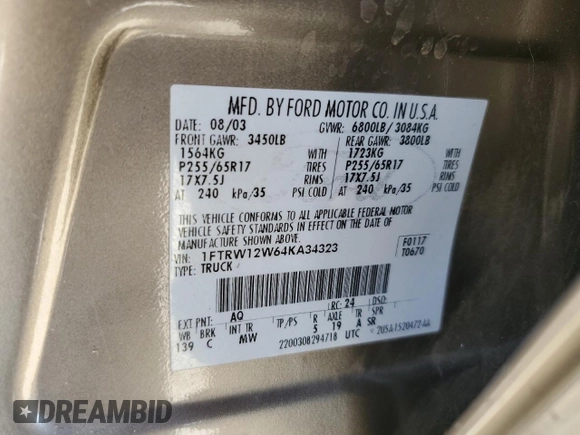 MFD. BY FORD MOTOR CO. IN U.S.A.
DATE: 08/03 GVWR: 6800LB/ 3084KG
FRONT GAWR: 3450LB REAR GAWR: 3800LB
1564KG WITH 1723KG WITH
P255/65R17 TIRES P255/65R17 TIRES
17X7.5J RIMS 17X7.5J RIMS
AT 240 kPa/35 PSI COLD AT 240 kPa/35 PSI COLD
THIS VEHICLE CONFORMS TO ALL APPLICABLE FEDERAL MOTOR
VEHICLE SAFETY STANDARDS IN EFFECT ON THE DATE OF
MANUFACTURE SHOWN ABOVE.
VIN: 1FTRW12W64KA34323 F0117
TYPE: TRUCK T0670
EXT PNT: AQ RC: 24 DSO:
WB BRK INT TR TP/PS R AXLE TR SPR
139 C MW 5 19 A SR
2200308294718 UTC 205A1520472AA
DREAMBID